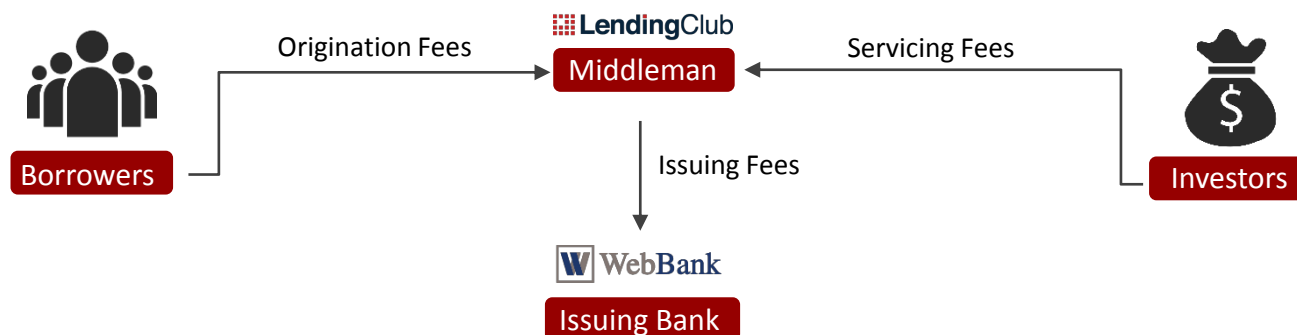 LendingClub
Origination Fees
Middleman
Servicing Fees
$
Borrowers
Issuing Fees
Investors
W WebBank
Issuing Bank